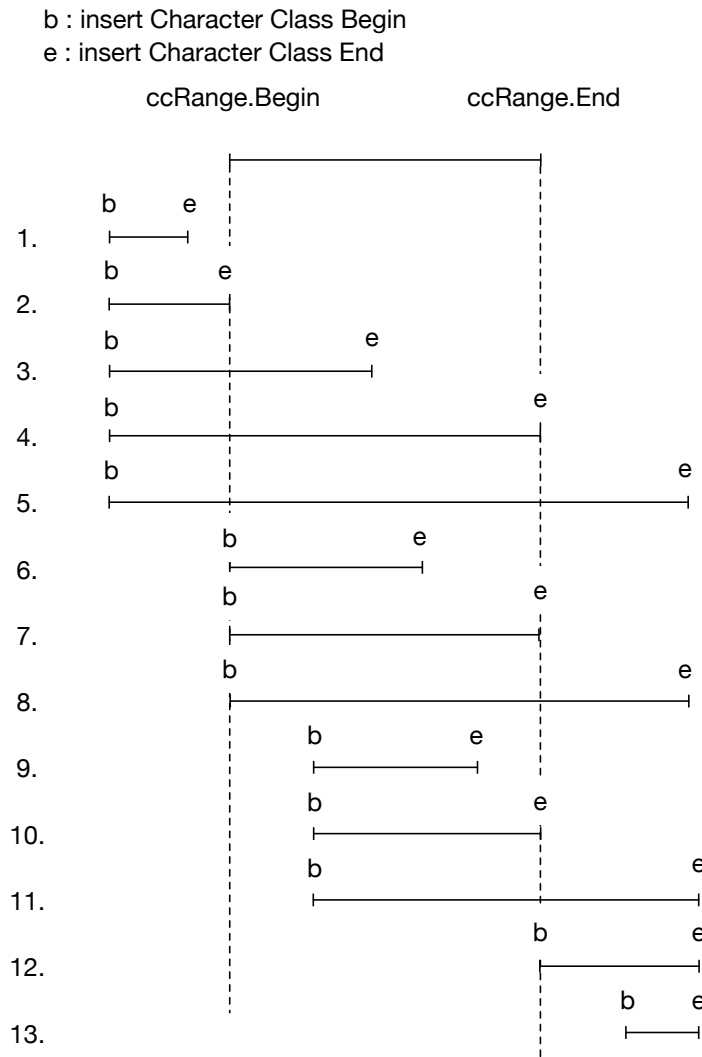 b : insert Character Class Begin
e : insert Character Class End
ccRange.Begin ccRange.End
b e
1.
b e
2.
b e
3.
b e
4.
b e
5.
b e
6.
b e
7.
b e
8.
b e
9.
b e
10.
b e
11.
b e
12.
b e
13.